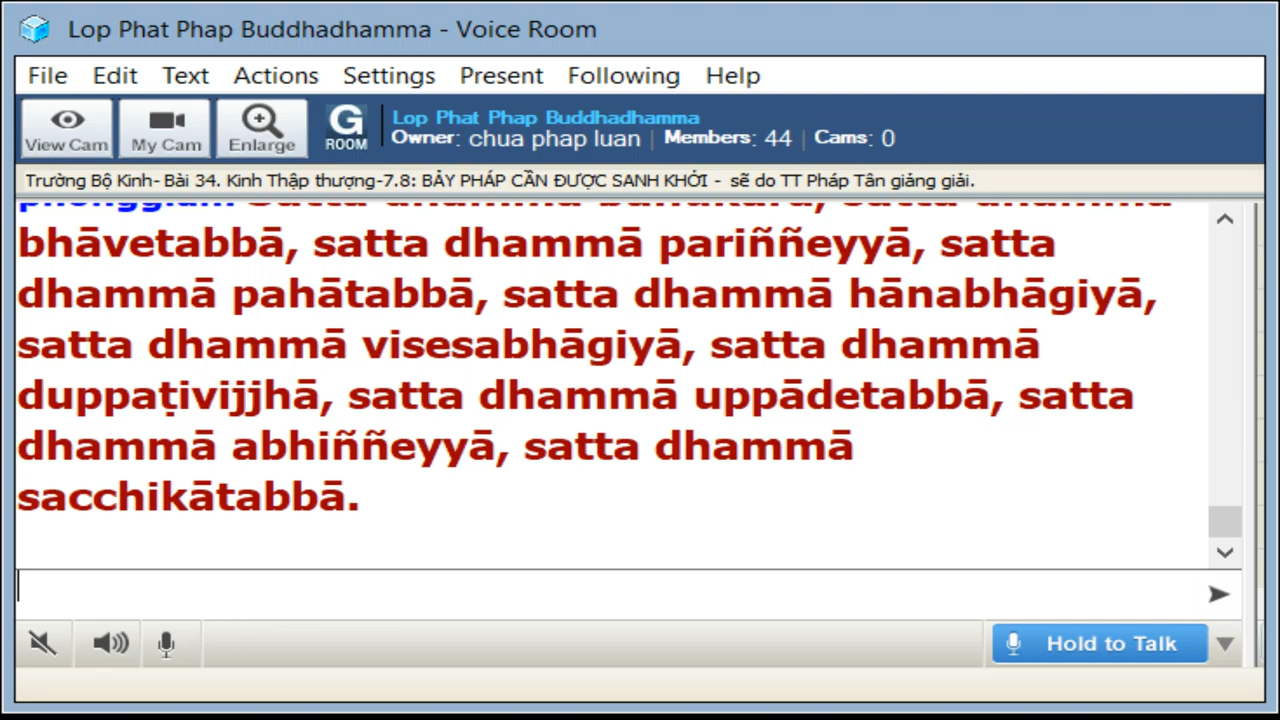 Lop Phat Phap Buddhadhamma - Voice Room
File Edit Text Actions Settings Present Following Help
View Cam My Cam Enlarge G ROOM
Lop Phat Phap Buddhadhamma
Owner: chua phap luan | Members: 44 | Cams: 0
Trường Bộ Kinh- Bài 34. Kinh Thập thượng-7.8: BẢY PHÁP CẦN ĐƯỢC SANH KHỞI - sẽ do TT Pháp Tân giảng giải.
bhāvetabbā, satta dhammā pariññeyyā, satta
dhammā pahātabbā, satta dhammā hānabhāgiyā,
satta dhammā visesabhāgiyā, satta dhammā
duppaṭivijjhā, satta dhammā uppādetabbā, satta
dhammā abhiññeyyā, satta dhammā
sacchikātabbā.
Hold to Talk